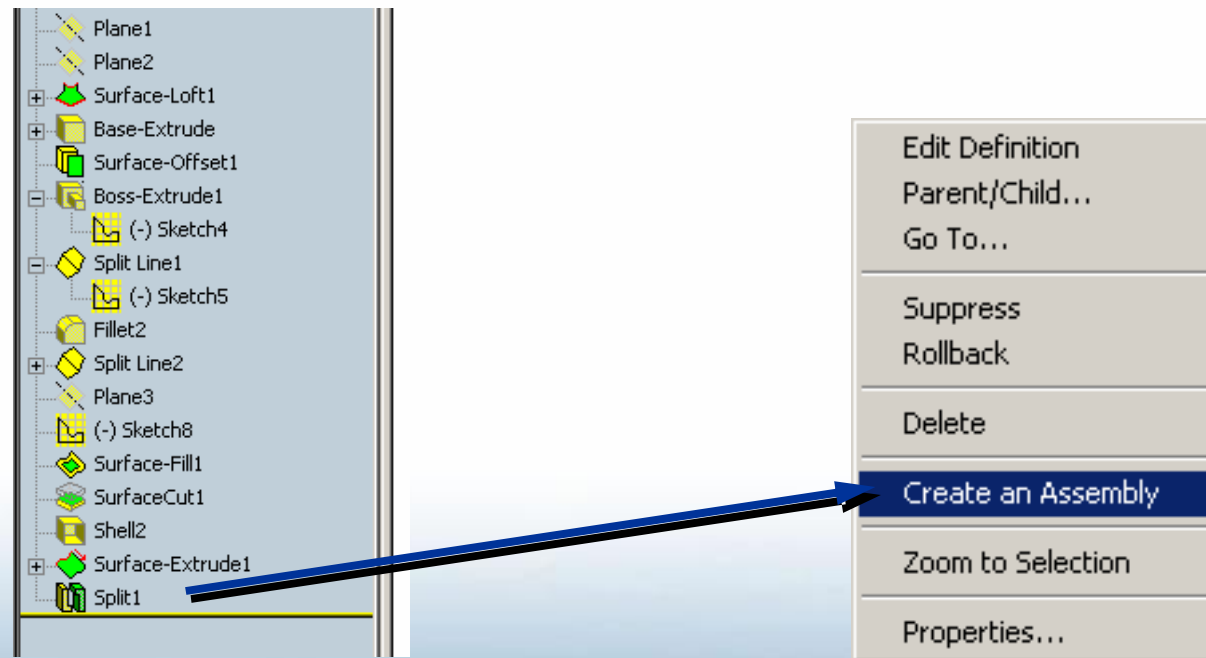 Plane1
Plane2
Surface-Loft1
Base-Extrude
Surface-Offset1
Boss-Extrude1
(-) Sketch4
Split Line1
(-) Sketch5
Fillet2
Split Line2
Plane3
(-) Sketch8
Surface-Fill1
SurfaceCut1
Shell2
Surface-Extrude1
Split1
Edit Definition
Parent/Child...
Go To...
Suppress
Rollback
Delete
Create an Assembly
Zoom to Selection
Properties...